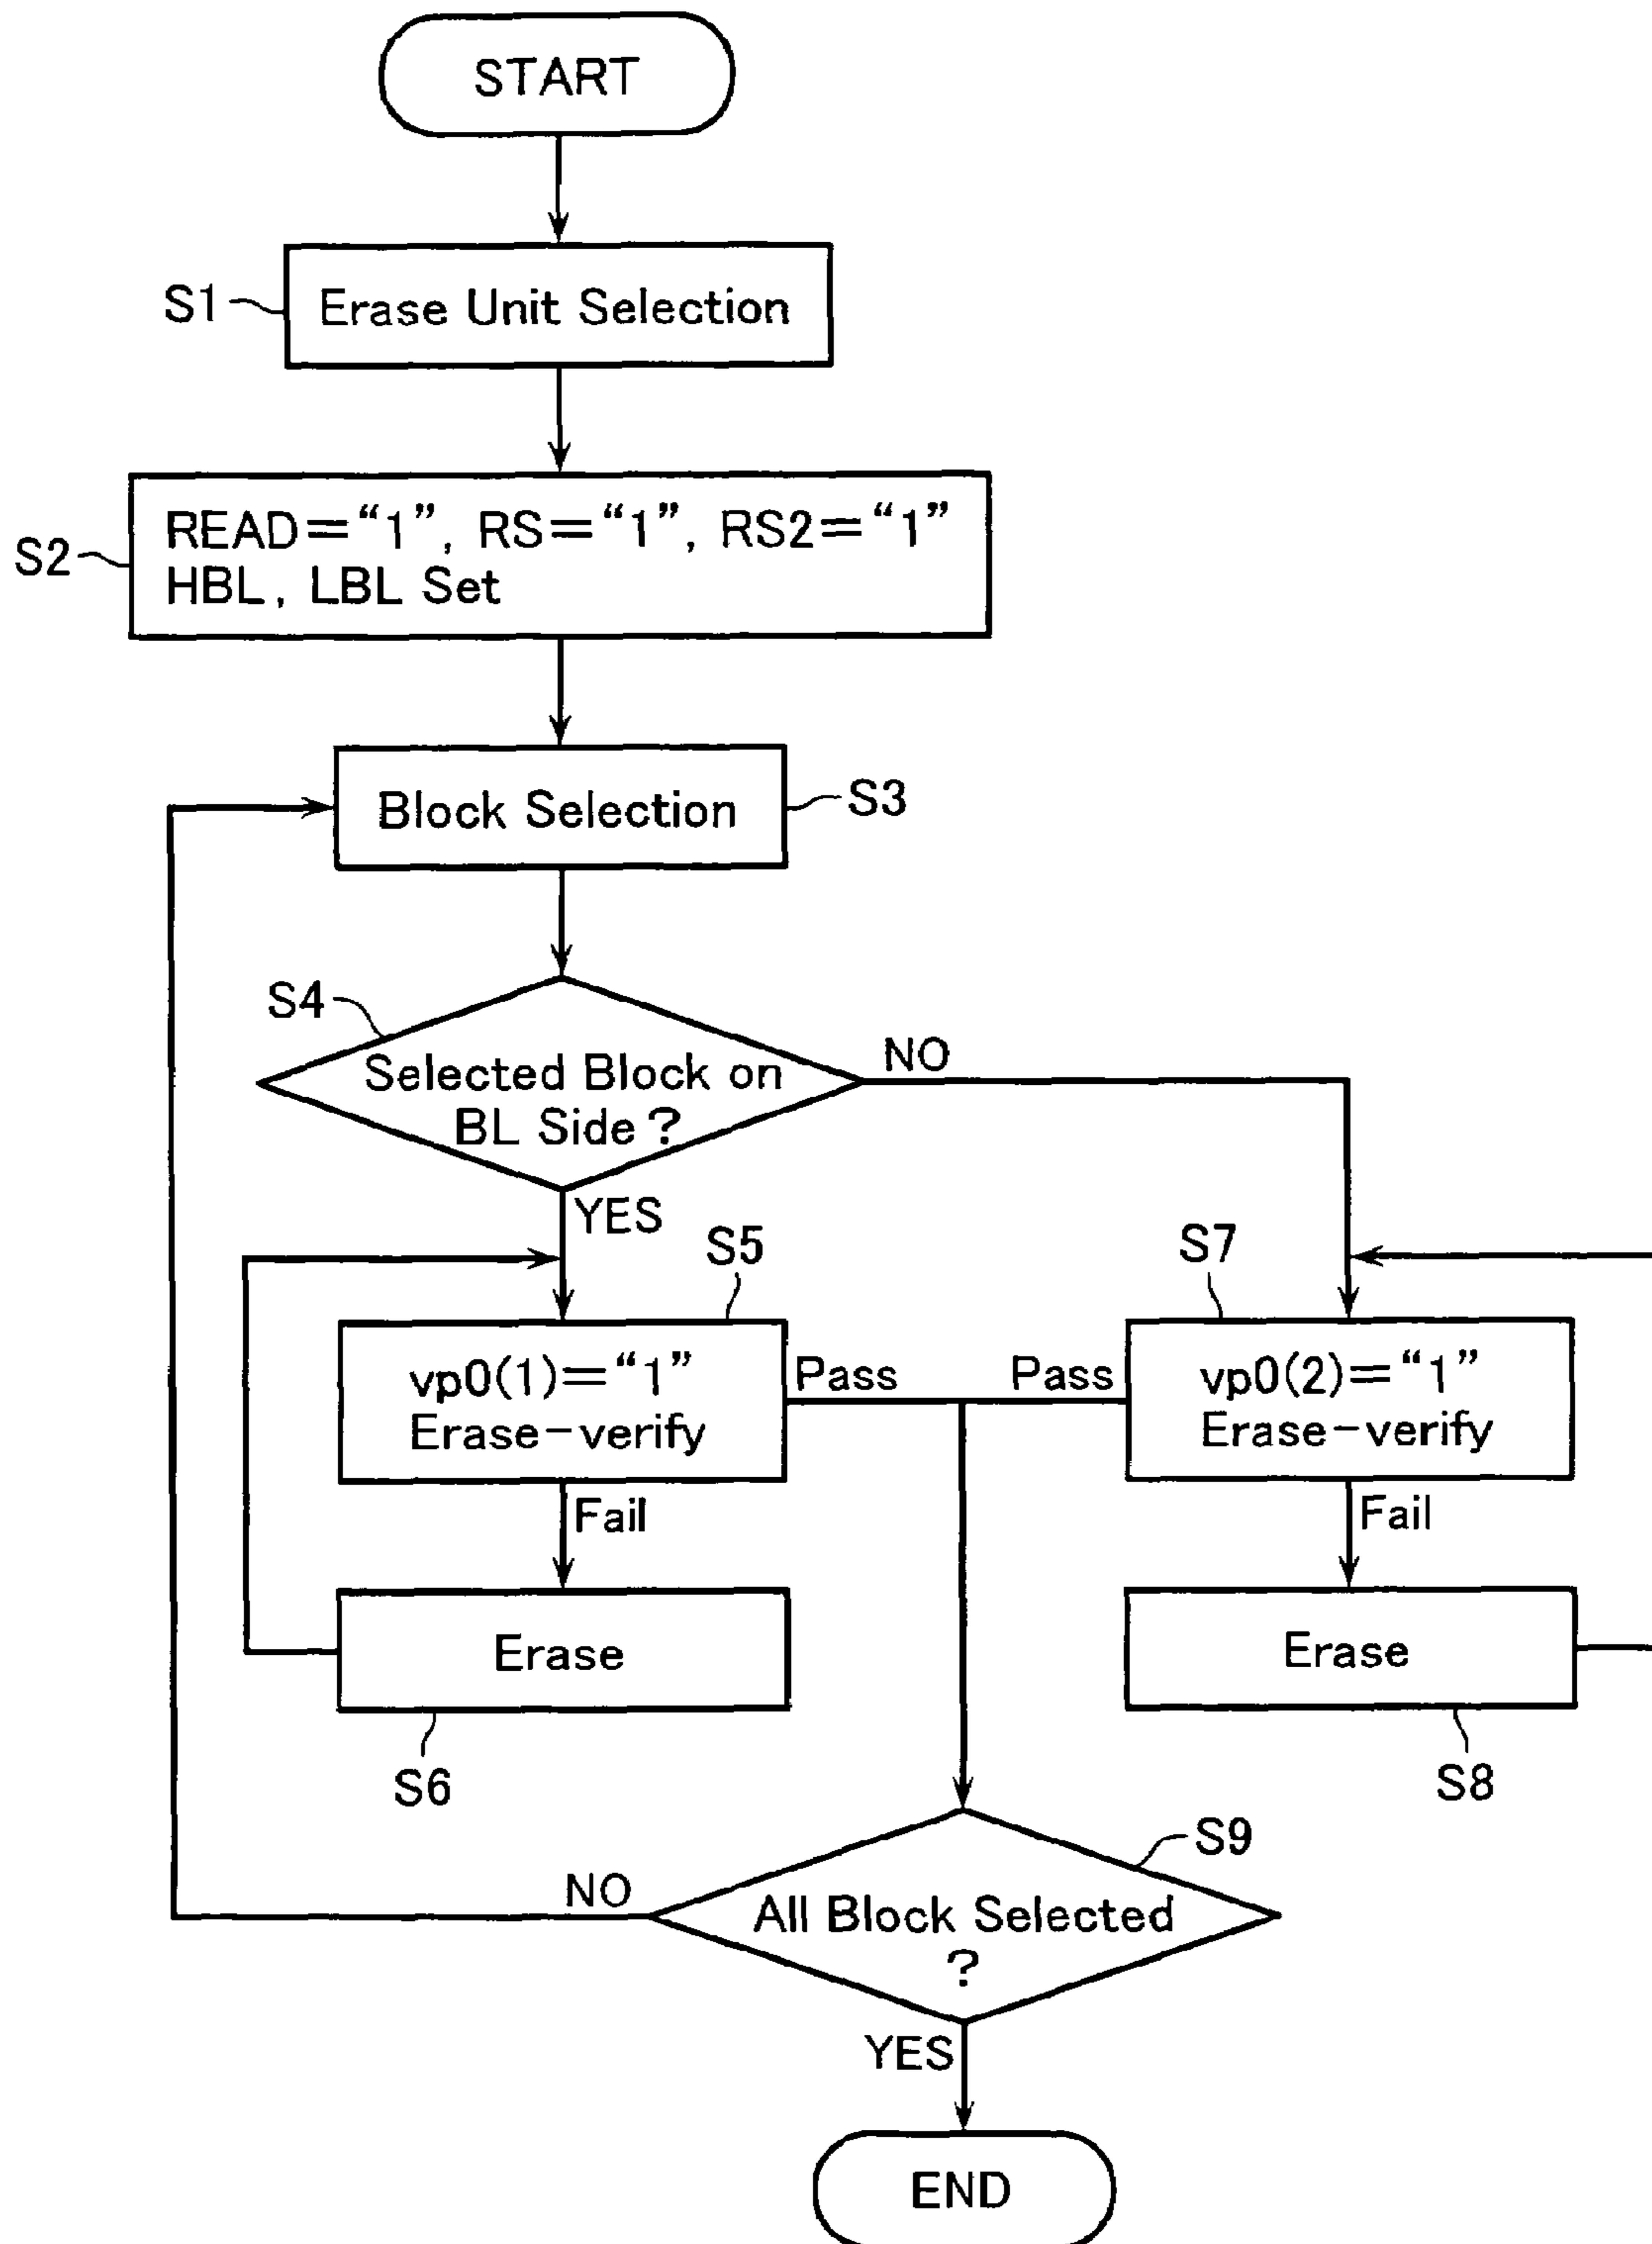 START
S1
Erase Unit Selection
S2
READ=“1”, RS=“1”, RS2=“1”
HBL, LBL Set
Block Selection
S3
S4
Selected Block on
BL Side ?
NO
YES
S5
S7
vp0(1)=“1”
Erase-verify
Pass
Pass
vp0(2)=“1”
Erase-verify
Fail
Fail
Erase
Erase
S6
S8
S9
NO
All Block Selected
?
YES
END